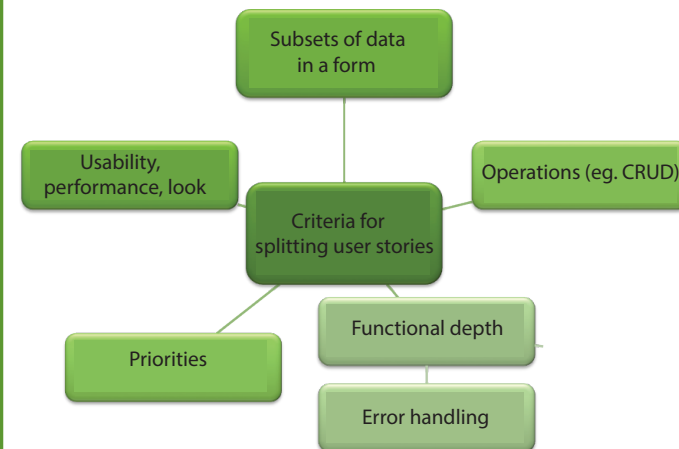 Subsets of data
in a form
Usability,
performance, look
Operations (eg. CRUD)
Criteria for
splitting user stories
Functional depth
Priorities
Error handling